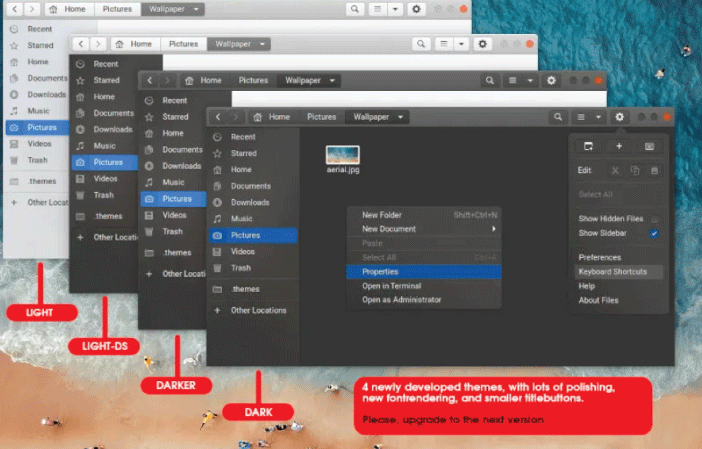 Home Pictures Wallpaper
Recent
Starred
Home
Documents
Downloads
Music
Pictures
Videos
Trash
.themes
+ Other Locations
Home Pictures Wallpaper
Recent
Starred
Home
Documents
Downloads
Music
Pictures
Videos
Trash
.themes
+ Other Locatio
Home Pictures Wallpaper
Recent
Starred
Home
Documents
Downloads
Music
Pictures
Videos
Trash
.themes
+ Other Locati
Home Pictures Wallpaper
Recent
Starred
Home
Documents
Downloads
Music
Pictures
Videos
Trash
.themes
+ Other Locations
aerial.jpg
New Folder Shift+Ctrl+N
New Document
Paste
Select All Ctrl+A
Properties
Open in Terminal
Open as Administrator
Edit
Select All
Show Hidden Files
Show Sidebar
Preferences
Keyboard Shortcuts
Help
About Files
LIGHT
LIGHT-DS
DARKER
DARK
4 newly developed themes, with lots of polishing,
new fontrendering, and smaller titlebuttons.
Please, upgrade to the next version